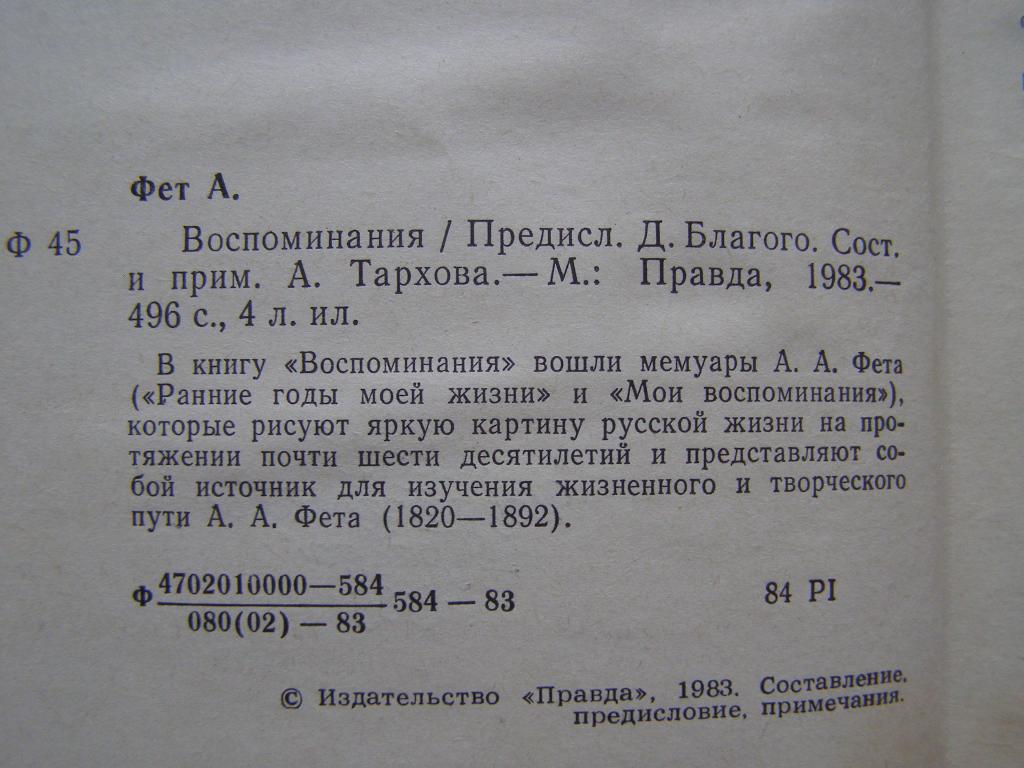 Фет А.
Ф 45 Воспоминания / Предисл. Д. Благого. Сост.
и прим. А. Тархова.— М.: Правда, 1983.—
496 с., 4 л. ил.
В книгу «Воспоминания» вошли мемуары А. А. Фета
(«Ранние годы моей жизни» и «Мои воспоминания»),
которые рисуют яркую картину русской жизни на про-
тяжении почти шести десятилетий и представляют со-
бой источник для изучения жизненного и творческого
пути А. А. Фета (1820—1892).
Ф 4702010000—584 584 — 83 84 Р1
080(02) — 83
© Издательство «Правда», 1983. Составление,
предисловие, примечания.